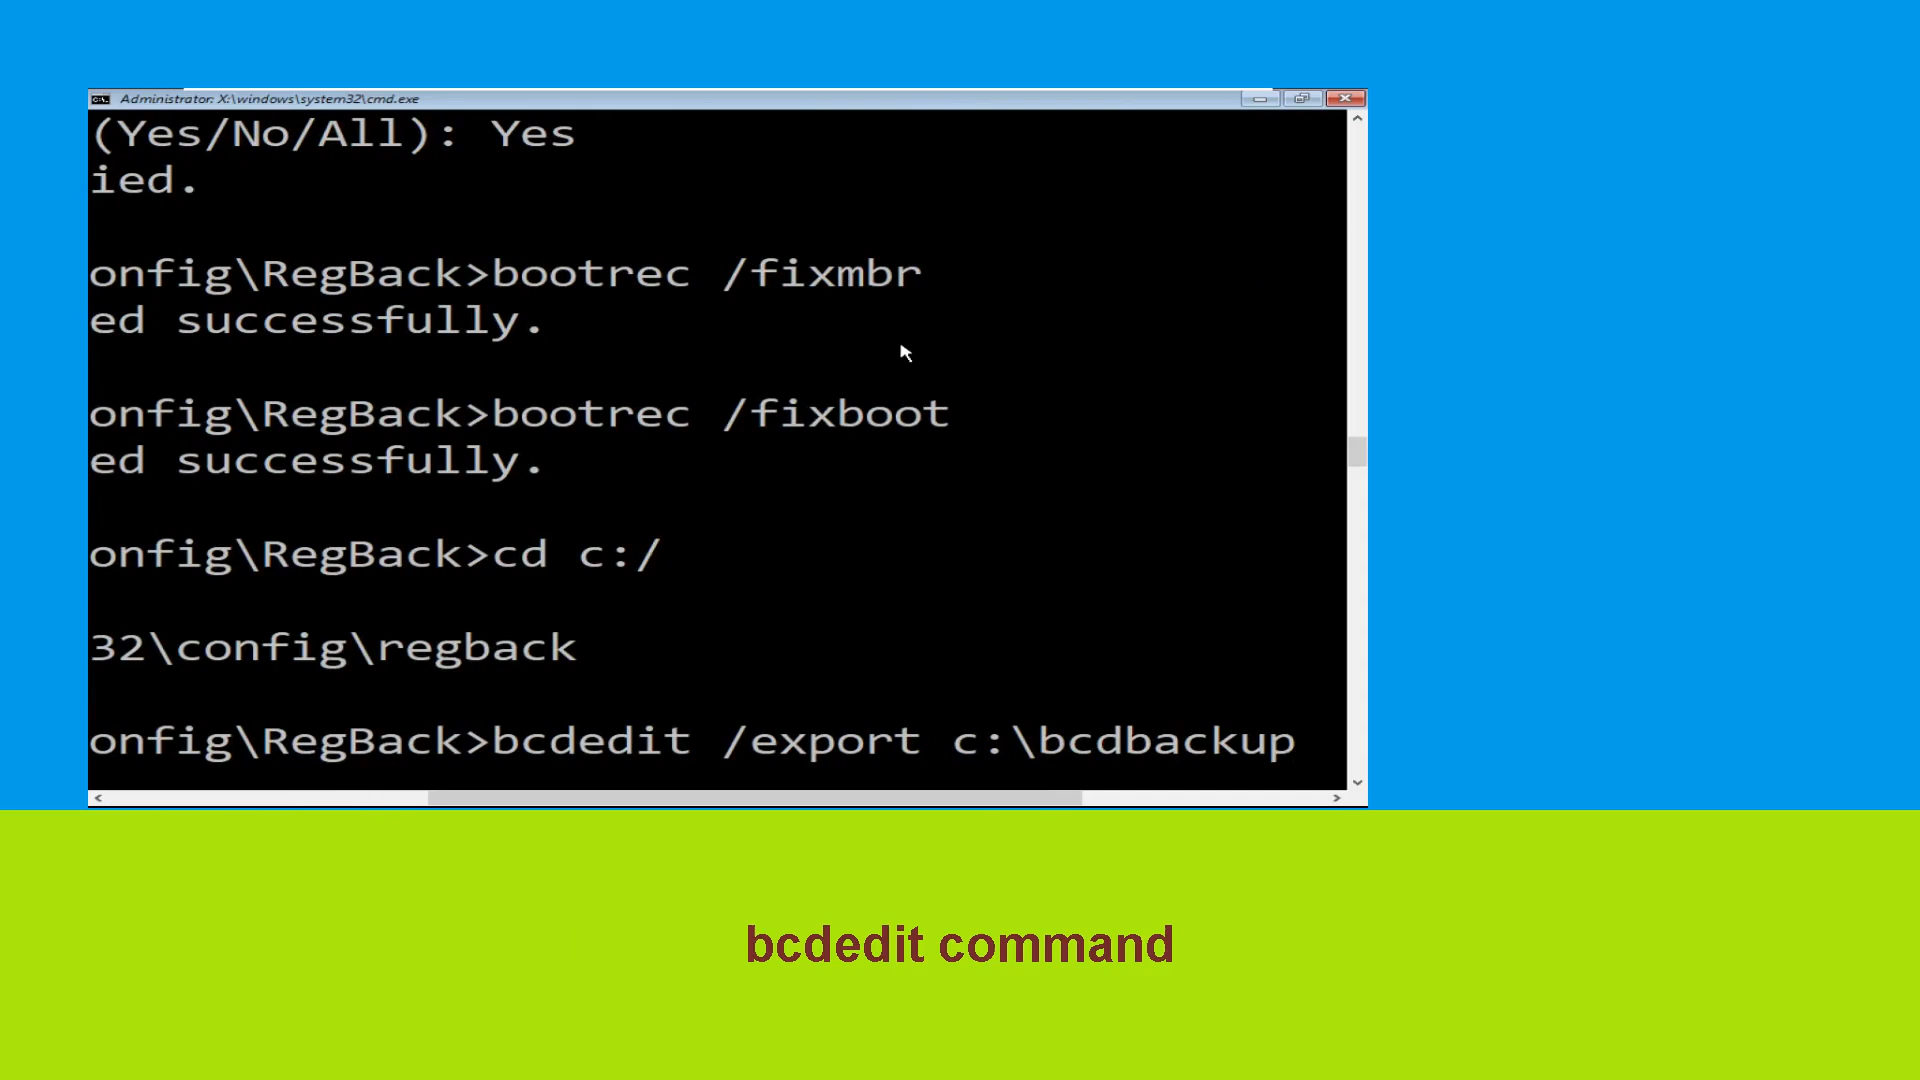 Administrator: X:\windows\system32\cmd.exe
(Yes/No/All): Yes
ied.
onfig\RegBack>bootrec /fixmbr
ed successfully.
onfig\RegBack>bootrec /fixboot
ed successfully.
onfig\RegBack>cd c:/
32\config\regback
onfig\RegBack>bcdedit /export c:\bcdbackup
bcdedit command